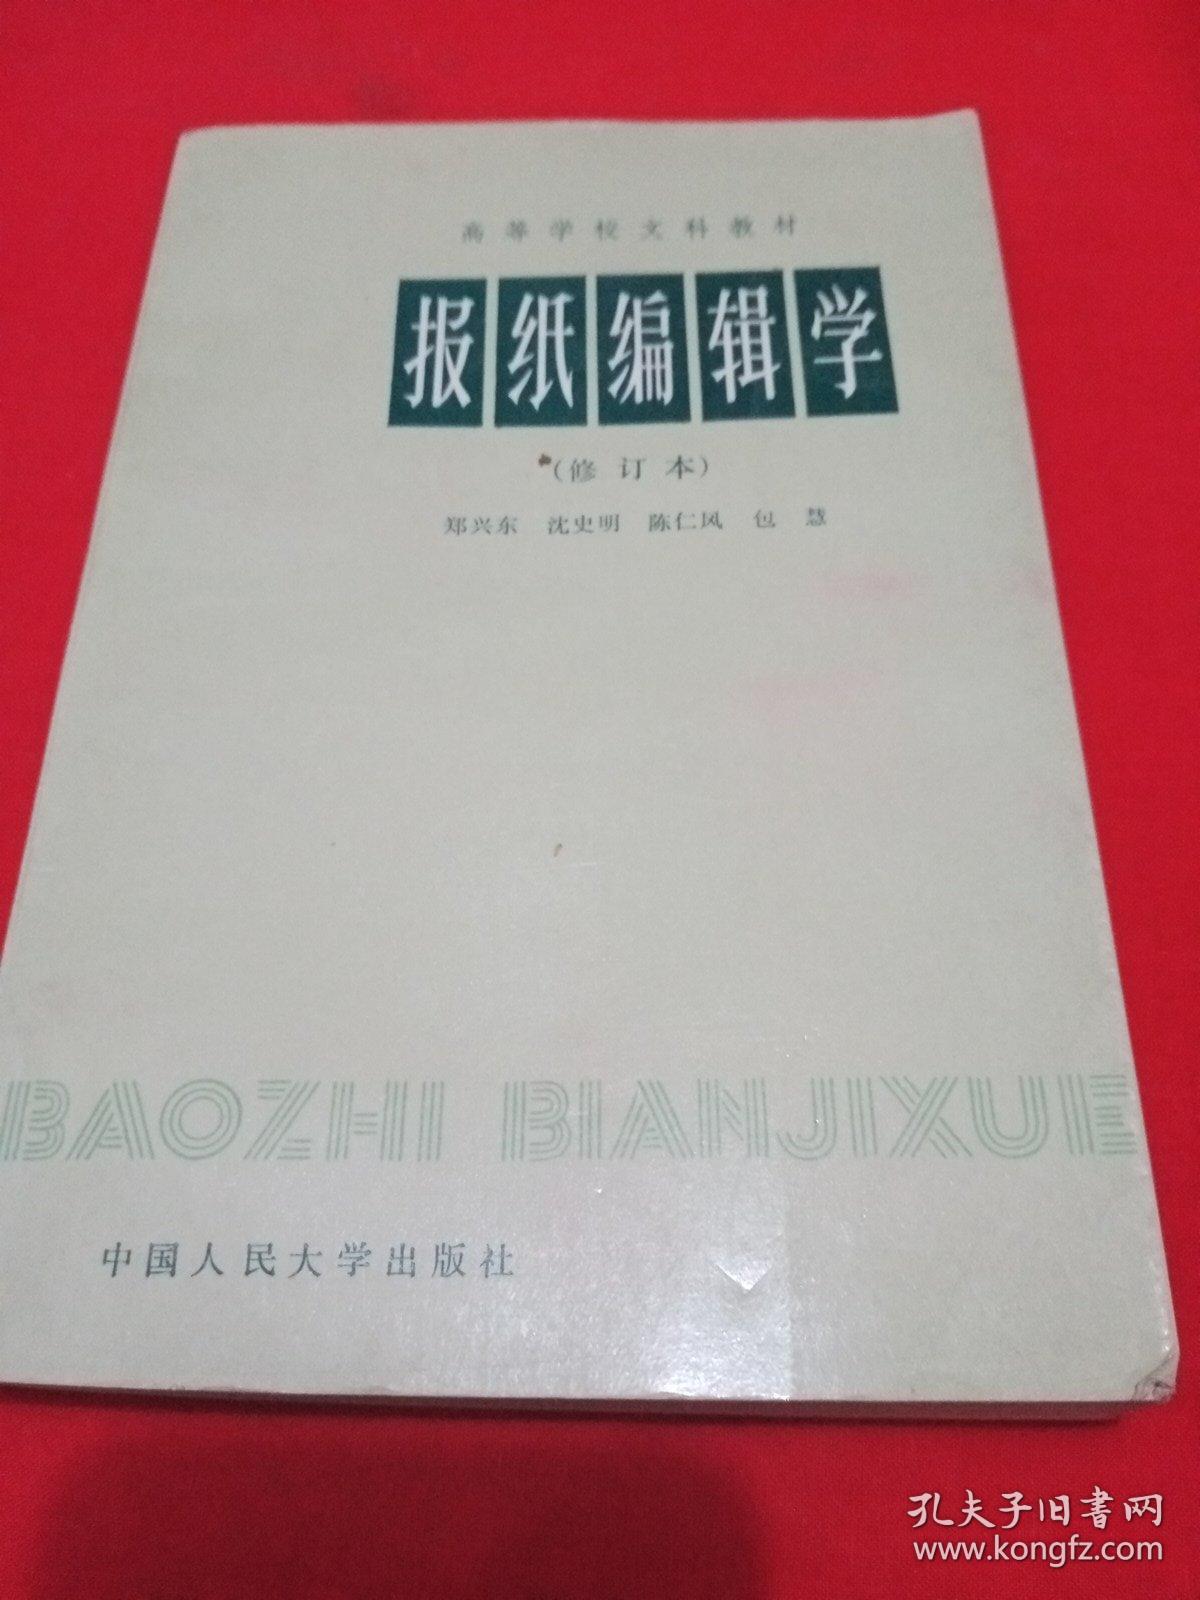 高等学校文科教材
报纸编辑学
（修订本）
郑兴东 沈史明 陈仁风 包 慧
BAOZHI BIANJIXUE
中国人民大学出版社
孔夫子旧书网
www.kongfz.com